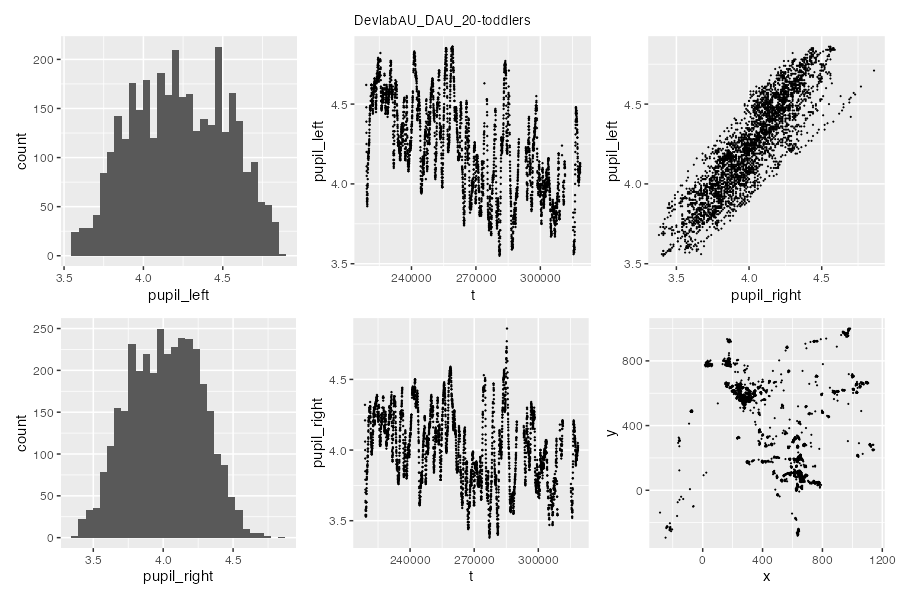 DevlabAU_DAU_20-toddlers
count
200
150
100
50
0
3.5 4.0 4.5
pupil_left
pupil_left
4.5
4.0
3.5
240000 270000 300000
t
pupil_left
4.5
4.0
3.5
3.5 4.0 4.5
pupil_right
count
250
200
150
100
50
0
3.5 4.0 4.5
pupil_right
pupil_right
4.5
4.0
3.5
240000 270000 300000
t
y
800
400
0
0 400 800 1200
x